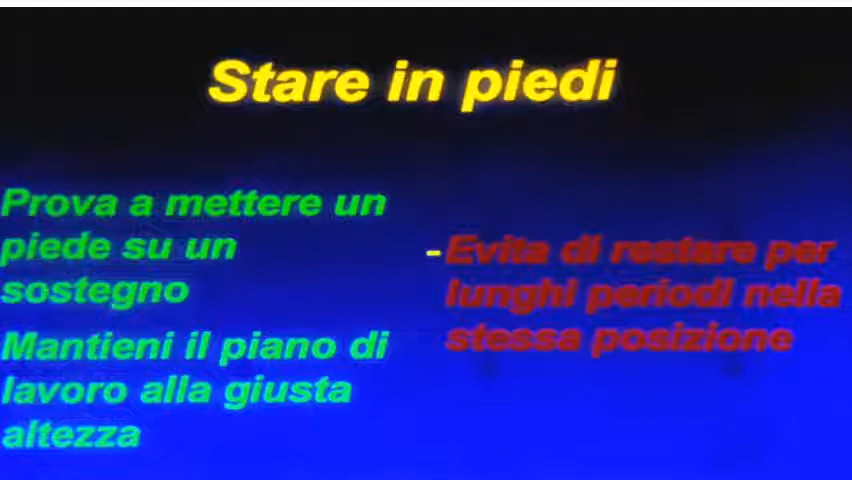 Stare in piedi
Prova a mettere un
piede su un
sostegno
Mantieni il piano di
lavoro alla giusta
altezza
-Evita di restare per
lunghi periodi nella
stessa posizione